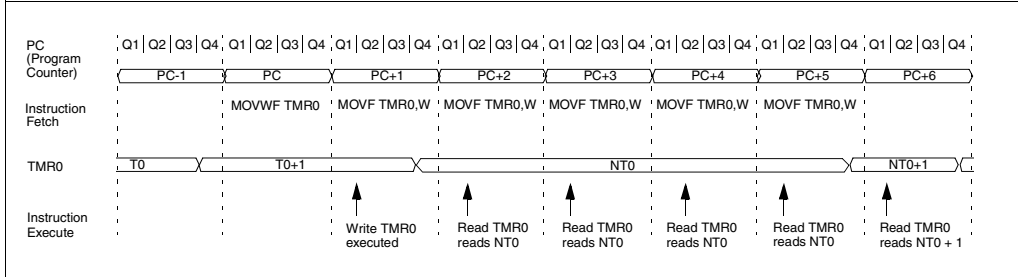 Q1 Q2 Q3 Q4 Q1 Q2 Q3 Q4 Q1 Q2 Q3 Q4 Q1 Q2 Q3 Q4 Q1 Q2 Q3 Q4 Q1 Q2 Q3 Q4 Q1 Q2 Q3 Q4 Q1 Q2 Q3 Q4
PC
(Program
Counter)
PC-1 PC PC+1 PC+2 PC+3 PC+4 PC+5 PC+6
Instruction
Fetch
MOVWF TMR0 MOVF TMR0,W MOVF TMR0,W MOVF TMR0,W MOVF TMR0,W MOVF TMR0,W
TMR0
T0 T0+1 NT0 NT0+1
Instruction
Execute
Write TMR0
executed
Read TMR0
reads NT0
Read TMR0
reads NT0
Read TMR0
reads NT0
Read TMR0
reads NT0
Read TMR0
reads NT0 + 1